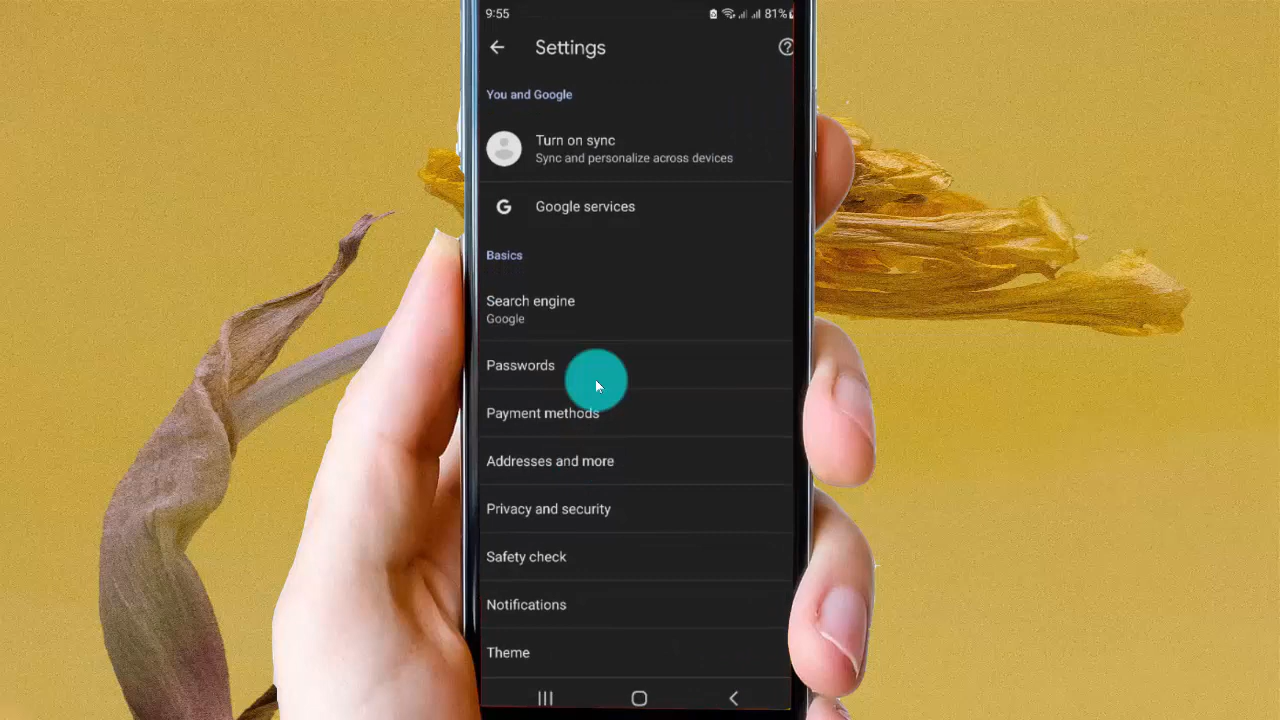 9:55
81%
Settings
You and Google
Turn on sync
Sync and personalize across devices
G
Google services
Basics
Search engine
Google
Passwords
Payment methods
Addresses and more
Privacy and security
Safety check
Notifications
Theme